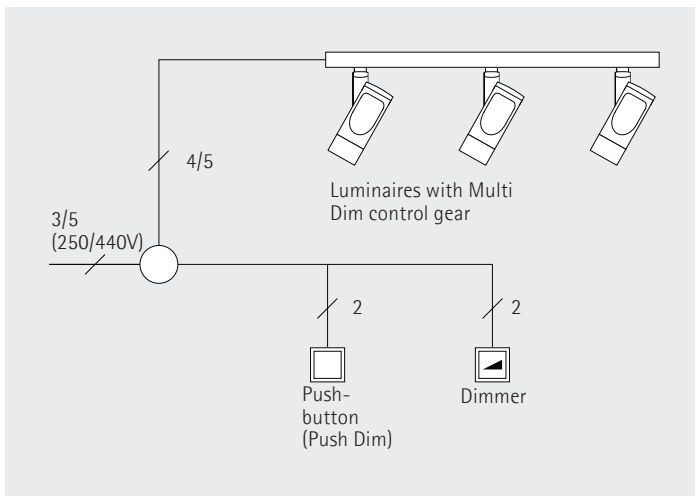 4/5
Luminaires with Multi
Dim control gear
3/5
(250/440V)
2
2
Push-
button
(Push Dim)
Dimmer